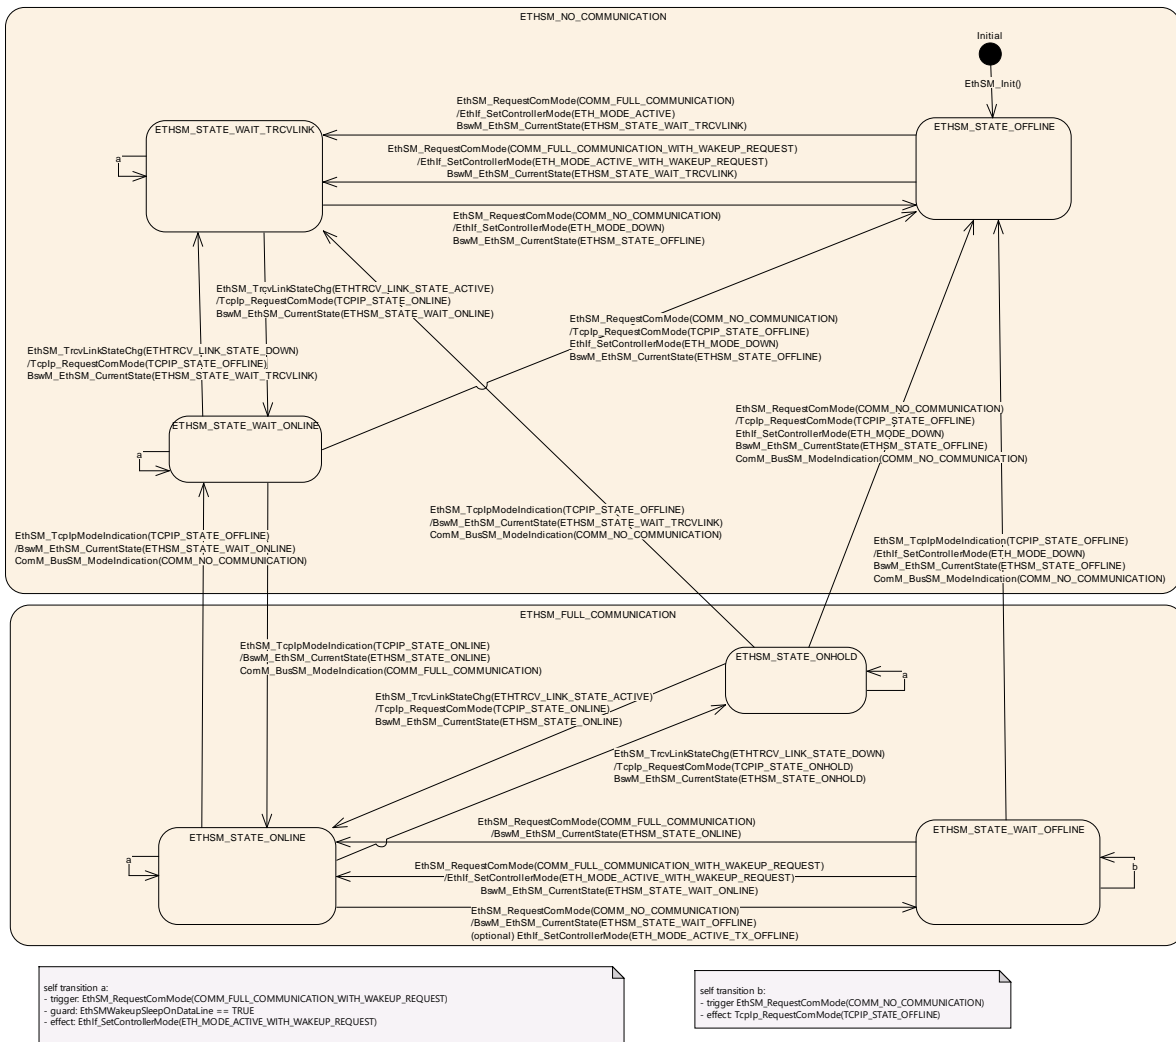 ETHSM_NO_COMMUNICATION
Initial
EthSM_Init()
ETHSM_STATE_WAIT_TRCVLINK
ETHSM_STATE_OFFLINE
EthSM_RequestComMode(COMM_FULL_COMMUNICATION)
/EthIf_SetControllerMode(ETH_MODE_ACTIVE)
BswM_EthSM_CurrentState(ETHSM_STATE_WAIT_TRCVLINK)
EthSM_RequestComMode(COMM_FULL_COMMUNICATION_WITH_WAKEUP_REQUEST)
/EthIf_SetControllerMode(ETH_MODE_ACTIVE_WITH_WAKEUP_REQUEST)
BswM_EthSM_CurrentState(ETHSM_STATE_WAIT_TRCVLINK)
a
EthSM_RequestComMode(COMM_NO_COMMUNICATION)
/EthIf_SetControllerMode(ETH_MODE_DOWN)
BswM_EthSM_CurrentState(ETHSM_STATE_OFFLINE)
EthSM_TrcvLinkStateChg(ETHTRCV_LINK_STATE_ACTIVE)
/TcpIp_RequestComMode(TCPIP_STATE_ONLINE)
BswM_EthSM_CurrentState(ETHSM_STATE_WAIT_ONLINE)
EthSM_RequestComMode(COMM_NO_COMMUNICATION)
/TcpIp_RequestComMode(TCPIP_STATE_OFFLINE)
EthIf_SetControllerMode(ETH_MODE_DOWN)
BswM_EthSM_CurrentState(ETHSM_STATE_OFFLINE)
EthSM_TrcvLinkStateChg(ETHTRCV_LINK_STATE_DOWN)
/TcpIp_RequestComMode(TCPIP_STATE_OFFLINE)
BswM_EthSM_CurrentState(ETHSM_STATE_WAIT_TRCVLINK)
EthSM_RequestComMode(COMM_NO_COMMUNICATION)
/TcpIp_RequestComMode(TCPIP_STATE_OFFLINE)
EthIf_SetControllerMode(ETH_MODE_DOWN)
BswM_EthSM_CurrentState(ETHSM_STATE_OFFLINE)
ComM_BusSM_ModeIndication(COMM_NO_COMMUNICATION)
ETHSM_STATE_WAIT_ONLINE
a
EthSM_TcpIpModeIndication(TCPIP_STATE_OFFLINE)
/BswM_EthSM_CurrentState(ETHSM_STATE_WAIT_TRCVLINK)
ComM_BusSM_ModeIndication(COMM_NO_COMMUNICATION)
EthSM_TcpIpModeIndication(TCPIP_STATE_OFFLINE)
/BswM_EthSM_CurrentState(ETHSM_STATE_WAIT_ONLINE)
ComM_BusSM_ModeIndication(COMM_NO_COMMUNICATION)
EthSM_TcpIpModeIndication(TCPIP_STATE_OFFLINE)
/EthIf_SetControllerMode(ETH_MODE_DOWN)
BswM_EthSM_CurrentState(ETHSM_STATE_OFFLINE)
ComM_BusSM_ModeIndication(COMM_NO_COMMUNICATION)
ETHSM_FULL_COMMUNICATION
EthSM_TcpIpModeIndication(TCPIP_STATE_ONLINE)
/BswM_EthSM_CurrentState(ETHSM_STATE_ONLINE)
ComM_BusSM_ModeIndication(COMM_FULL_COMMUNICATION)
ETHSM_STATE_ONHOLD
a
EthSM_TrcvLinkStateChg(ETHTRCV_LINK_STATE_ACTIVE)
/TcpIp_RequestComMode(TCPIP_STATE_ONLINE)
BswM_EthSM_CurrentState(ETHSM_STATE_ONLINE)
EthSM_TrcvLinkStateChg(ETHTRCV_LINK_STATE_DOWN)
/TcpIp_RequestComMode(TCPIP_STATE_ONHOLD)
BswM_EthSM_CurrentState(ETHSM_STATE_ONHOLD)
ETHSM_STATE_ONLINE
ETHSM_STATE_WAIT_OFFLINE
EthSM_RequestComMode(COMM_FULL_COMMUNICATION)
/BswM_EthSM_CurrentState(ETHSM_STATE_ONLINE)
a
EthSM_RequestComMode(COMM_FULL_COMMUNICATION_WITH_WAKEUP_REQUEST)
/EthIf_SetControllerMode(ETH_MODE_ACTIVE_WITH_WAKEUP_REQUEST)
BswM_EthSM_CurrentState(ETHSM_STATE_WAIT_ONLINE)
b
EthSM_RequestComMode(COMM_NO_COMMUNICATION)
/BswM_EthSM_CurrentState(ETHSM_STATE_WAIT_OFFLINE)
(optional) EthIf_SetControllerMode(ETH_MODE_ACTIVE_TX_OFFLINE)
self transition a:
- trigger: EthSM_RequestComMode(COMM_FULL_COMMUNICATION_WITH_WAKEUP_REQUEST)
- guard: EthSMWakeupSleepOnDataLine == TRUE
- effect: EthIf_SetControllerMode(ETH_MODE_ACTIVE_WITH_WAKEUP_REQUEST)
self transition b:
- trigger EthSM_RequestComMode(COMM_NO_COMMUNICATION)
- effect: TcpIp_RequestComMode(TCPIP_STATE_OFFLINE)